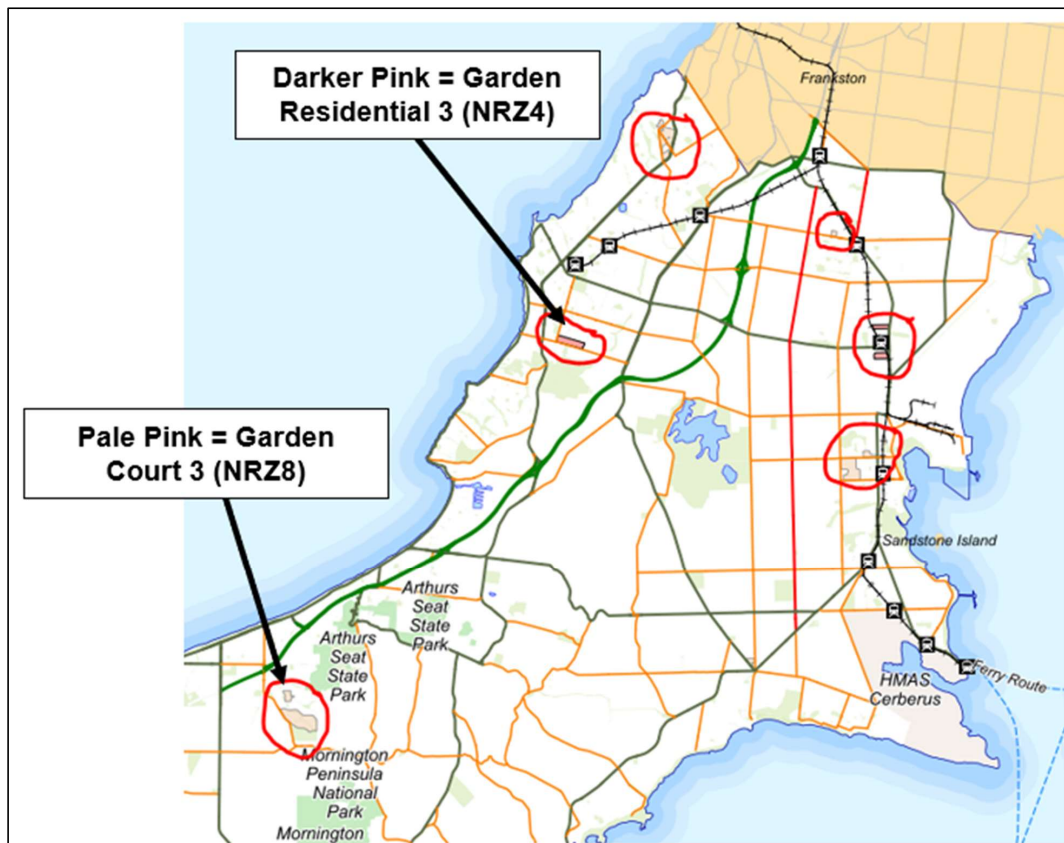 Darker Pink = Garden
Residential 3 (NRZ4)
Frankston
Pale Pink = Garden
Court 3 (NRZ8)
Sandstone Island
Arthurs
Seat
State
Park
Arthurs
Seat
State
Park
HMAS
Cerberus
Ferry Route
Mornington
Peninsula
National
Park
Mornington